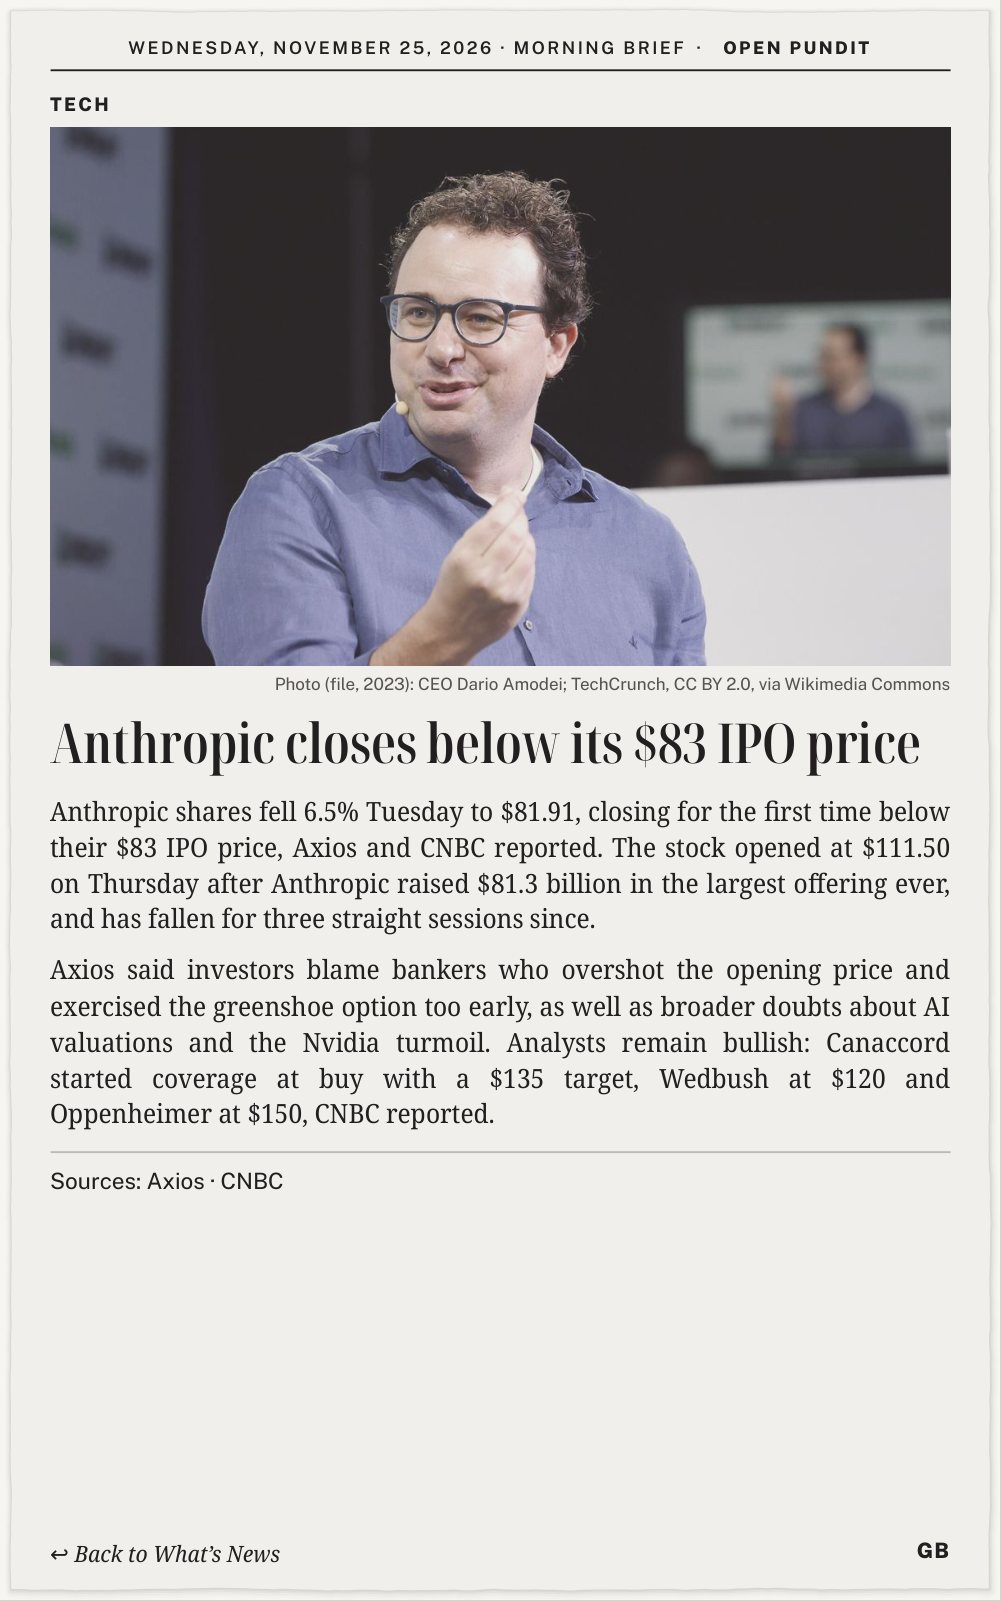 WEDNESDAY, NOVEMBER 25, 2026 · MORNING BRIEF · OPEN PUNDIT
TECH
Photo (file, 2023): CEO Dario Amodei; TechCrunch, CC BY 2.0, via Wikimedia Commons
Anthropic closes below its $83 IPO price
Anthropic shares fell 6.5% Tuesday to $81.91, closing for the first time below
their $83 IPO price, Axios and CNBC reported. The stock opened at $111.50
on Thursday after Anthropic raised $81.3 billion in the largest offering ever,
and has fallen for three straight sessions since.
Axios said investors blame bankers who overshot the opening price and
exercised the greenshoe option too early, as well as broader doubts about AI
valuations and the Nvidia turmoil. Analysts remain bullish: Canaccord
started coverage at buy with a $135 target, Wedbush at $120 and
Oppenheimer at $150, CNBC reported.
Sources: Axios · CNBC
↩ Back to What’s News
GB